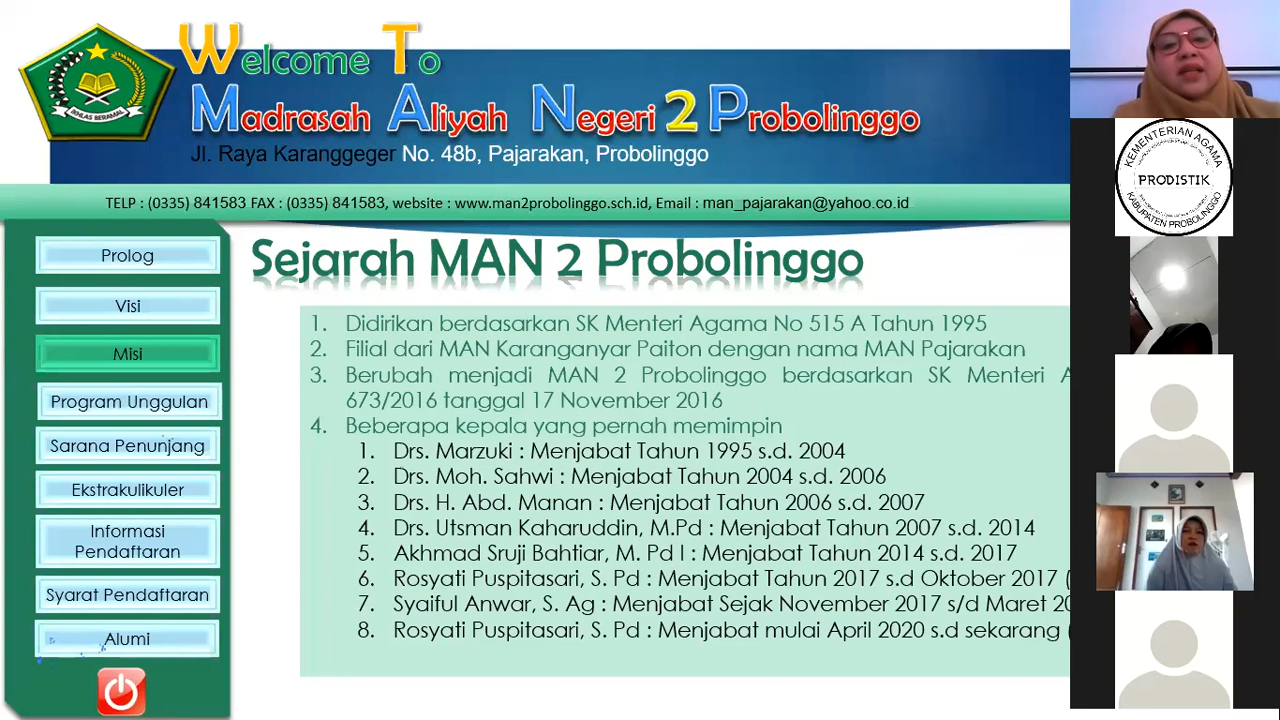 Welcome To
Madrasah Aliyah Negeri 2 Probolinggo
Jl. Raya Karanggeger No. 48b, Pajarakan, Probolinggo
TELP : (0335) 841583 FAX : (0335) 841583, website : www.man2probolinggo.sch.id, Email : man_pajarakan@yahoo.co.id
IKHLAS BERAMAL
Prolog
Visi
Misi
Program Unggulan
Sarana Penunjang
Ekstrakulikuler
Informasi
Pendaftaran
Syarat Pendaftaran
Alumi
Sejarah MAN 2 Probolinggo
1. Didirikan berdasarkan SK Menteri Agama No 515 A Tahun 1995
2. Filial dari MAN Karanganyar Paiton dengan nama MAN Pajarakan
3. Berubah menjadi MAN 2 Probolinggo berdasarkan SK Menteri A
673/2016 tanggal 17 November 2016
4. Beberapa kepala yang pernah memimpin
1. Drs. Marzuki : Menjabat Tahun 1995 s.d. 2004
2. Drs. Moh. Sahwi : Menjabat Tahun 2004 s.d. 2006
3. Drs. H. Abd. Manan : Menjabat Tahun 2006 s.d. 2007
4. Drs. Utsman Kaharuddin, M.Pd : Menjabat Tahun 2007 s.d. 2014
5. Akhmad Sruji Bahtiar, M. Pd I : Menjabat Tahun 2014 s.d. 2017
6. Rosyati Puspitasari, S. Pd : Menjabat Tahun 2017 s.d Oktober 2017 (
7. Syaiful Anwar, S. Ag : Menjabat Sejak November 2017 s/d Maret 20
8. Rosyati Puspitasari, S. Pd : Menjabat mulai April 2020 s.d sekarang (
KEMENTERIAN AGAMA
PRODISTIK
KABUPATEN PROBOLINGGO